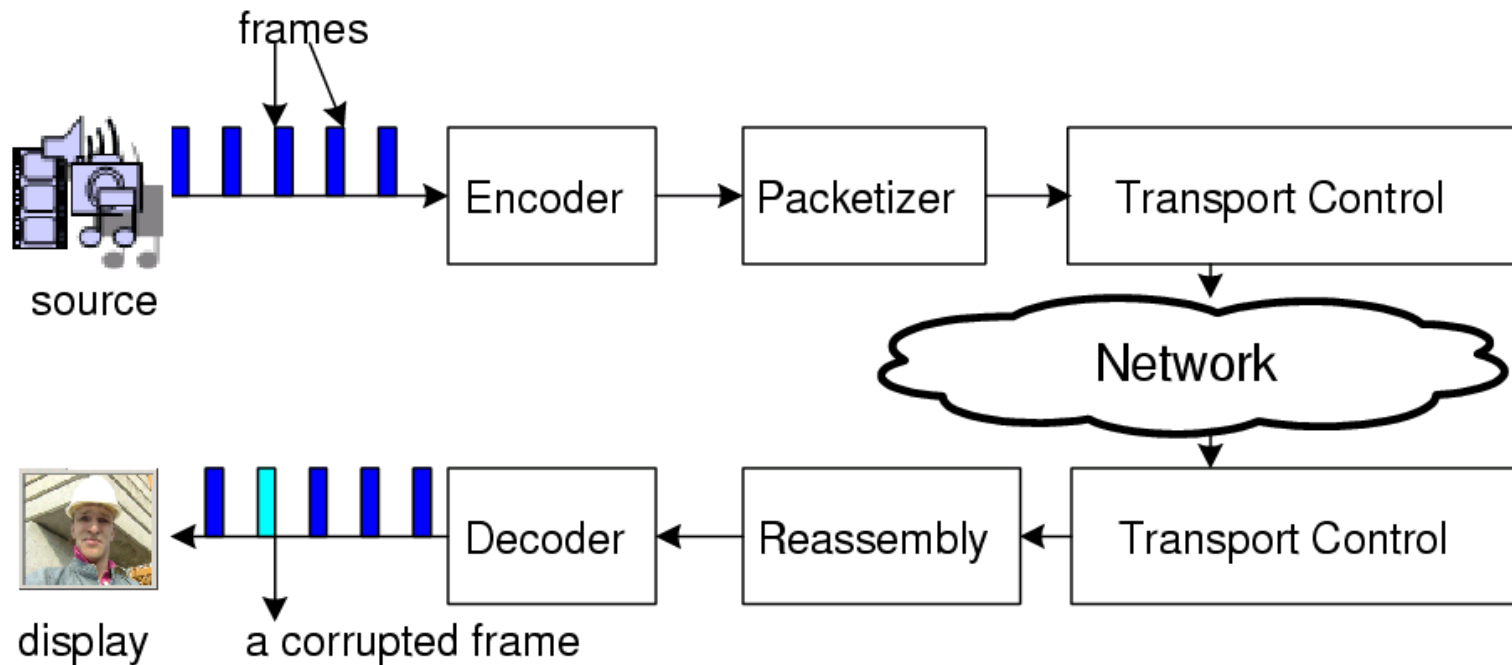 frames
Encoder
Packetizer
Transport Control
source
Network
Decoder
Reassembly
Transport Control
display
a corrupted frame